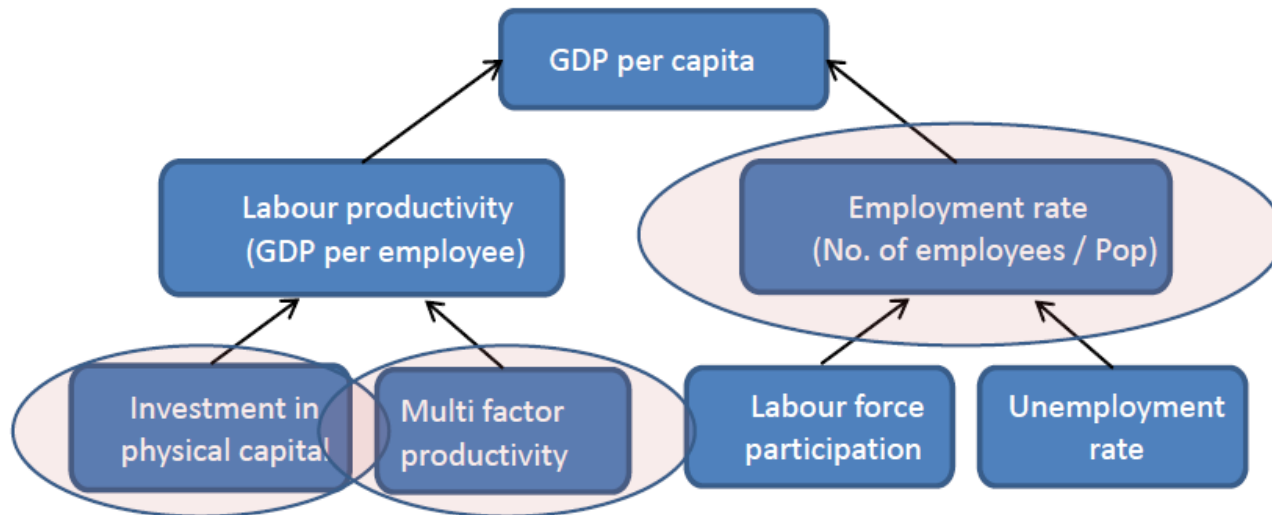 GDP per capita
Labour productivity
(GDP per employee)
Employment rate
(No. of employees / Pop)
Investment in
physical capital
Multi factor
productivity
Labour force
participation
Unemployment
rate